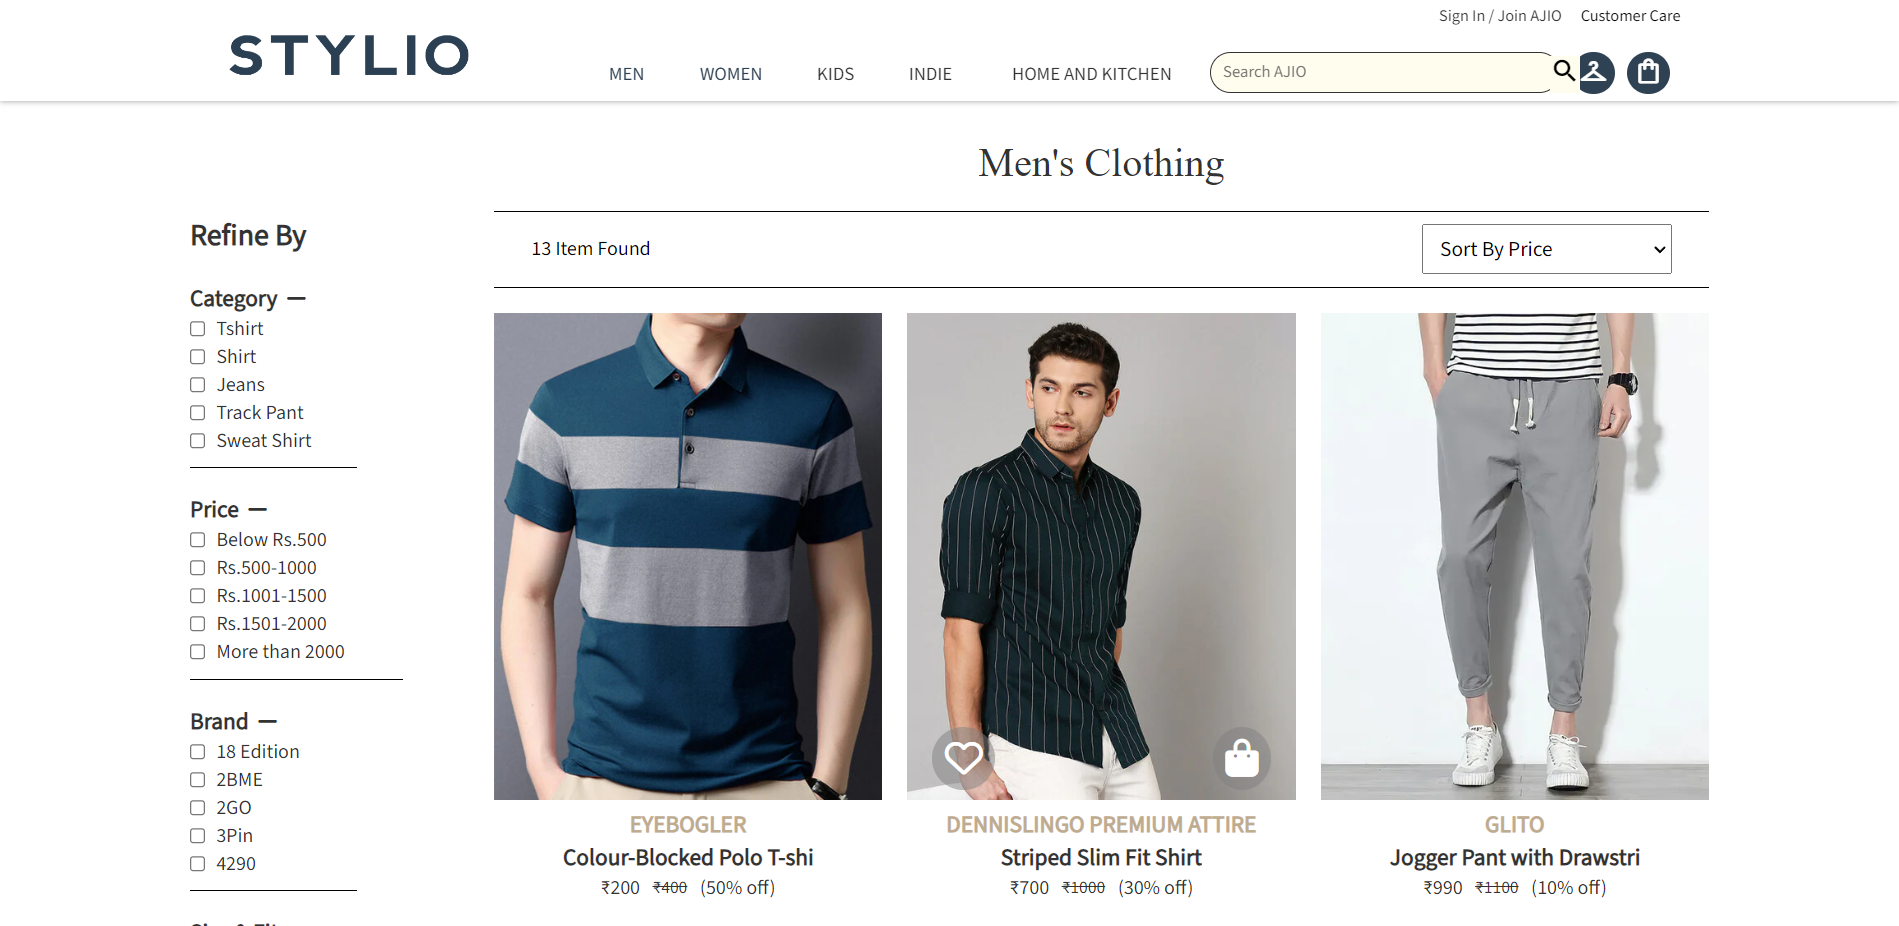 Sign In / Join AJIO Customer Care
STYLIO
MEN WOMEN KIDS INDIE HOME AND KITCHEN Search AJIO
Men's Clothing
Refine By
13 Item Found Sort By Price
Category
Tshirt
Shirt
Jeans
Track Pant
Sweat Shirt
Price
Below Rs.500
Rs.500-1000
Rs.1001-1500
Rs.1501-2000
More than 2000
Brand
18 Edition
2BME
2GO
3Pin
4290
EYEBOGLER
Colour-Blocked Polo T-shi
₹200 ₹400 (50% off)
DENNISLINGO PREMIUM ATTIRE
Striped Slim Fit Shirt
₹700 ₹1000 (30% off)
GLITO
Jogger Pant with Drawstri
₹990 ₹1100 (10% off)